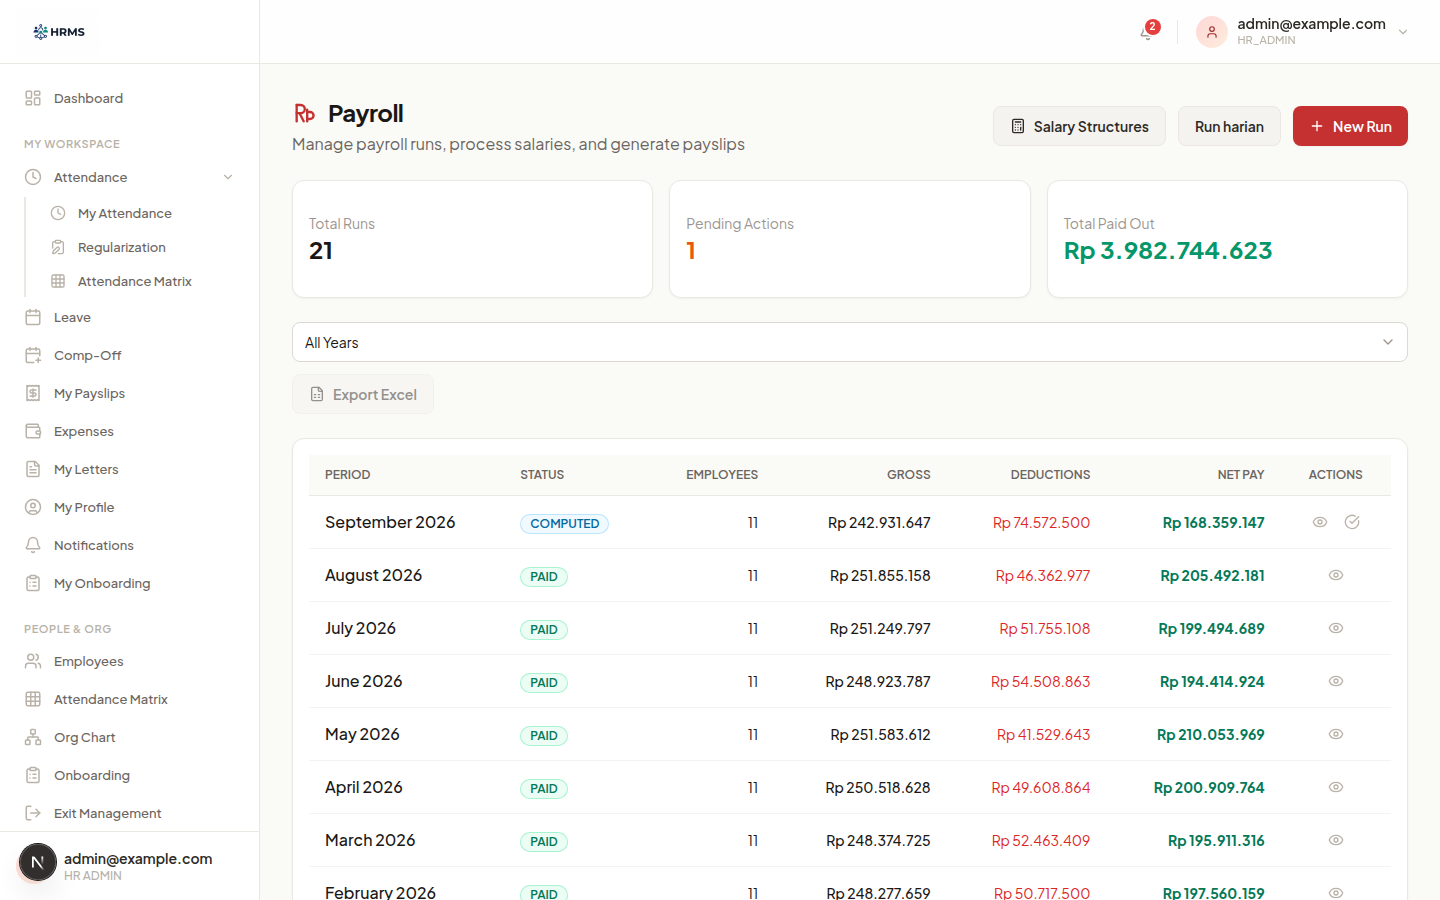 HRMS
2
admin@example.com
HR_ADMIN
Dashboard
MY WORKSPACE
Attendance
My Attendance
Regularization
Attendance Matrix
Leave
Comp-Off
My Payslips
Expenses
My Letters
My Profile
Notifications
My Onboarding
PEOPLE & ORG
Employees
Attendance Matrix
Org Chart
Onboarding
Exit Management
N
admin@example.com
HR ADMIN
Rp Payroll
Manage payroll runs, process salaries, and generate payslips
Salary Structures
Run harian
New Run
Total Runs
21
Pending Actions
1
Total Paid Out
Rp 3.982.744.623
All Years
Export Excel
PERIOD STATUS EMPLOYEES GROSS DEDUCTIONS NET PAY ACTIONS
September 2026 COMPUTED 11 Rp 242.931.647 Rp 74.572.500 Rp 168.359.147
August 2026 PAID 11 Rp 251.855.158 Rp 46.362.977 Rp 205.492.181
July 2026 PAID 11 Rp 251.249.797 Rp 51.755.108 Rp 199.494.689
June 2026 PAID 11 Rp 248.923.787 Rp 54.508.863 Rp 194.414.924
May 2026 PAID 11 Rp 251.583.612 Rp 41.529.643 Rp 210.053.969
April 2026 PAID 11 Rp 250.518.628 Rp 49.608.864 Rp 200.909.764
March 2026 PAID 11 Rp 248.374.725 Rp 52.463.409 Rp 195.911.316
February 2026 PAID 11 Rp 248.277.659 Rp 50.717.500 Rp 197.560.159